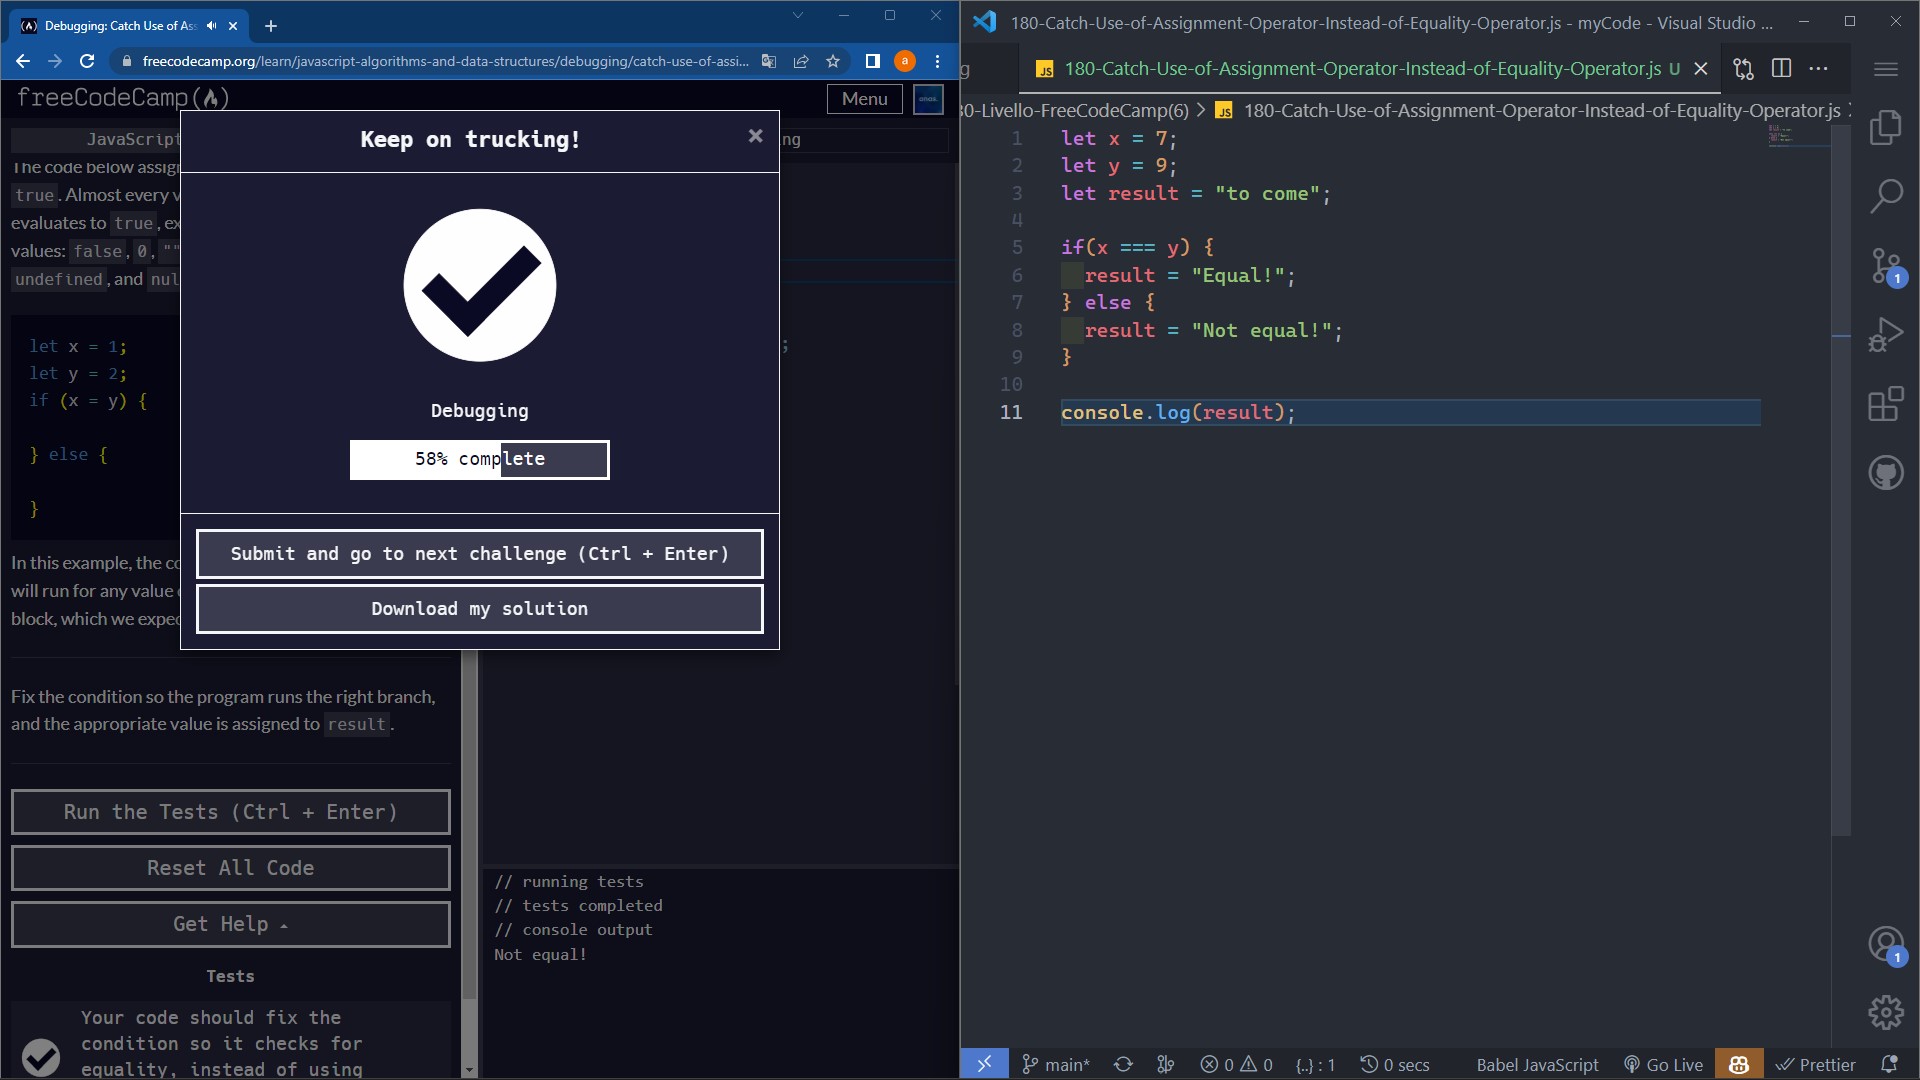 Debugging: Catch Use of Ass
freecodecamp.org/learn/javascript-algorithms-and-data-structures/debugging/catch-use-of-assi...
a
freeCodeCamp
Menu
JavaScript
ng
The code below assig
true. Almost every v
evaluates to true, ex
values: false, 0, ""
undefined, and nul
let x = 1;
let y = 2;
if (x = y) {
} else {
}
In this example, the co
will run for any value
block, which we expec
Fix the condition so the program runs the right branch,
and the appropriate value is assigned to result.
Run the Tests (Ctrl + Enter)
Reset All Code
Get Help
Tests
Your code should fix the
condition so it checks for
equality, instead of using
Keep on trucking!
×
Debugging
58% complete
Submit and go to next challenge (Ctrl + Enter)
Download my solution
;
// running tests
// tests completed
// console output
Not equal!
180-Catch-Use-of-Assignment-Operator-Instead-of-Equality-Operator.js - myCode - Visual Studio ...
g
JS 180-Catch-Use-of-Assignment-Operator-Instead-of-Equality-Operator.js U
30-Livello-FreeCodeCamp(6) > JS 180-Catch-Use-of-Assignment-Operator-Instead-of-Equality-Operator.js
1 let x = 7;
2 let y = 9;
3 let result = "to come";
4
5 if(x === y) {
6 result = "Equal!";
7 } else {
8 result = "Not equal!";
9 }
10
11 console.log(result);
1
1
main* 0 0 {..} : 1 0 secs Babel JavaScript Go Live Prettier